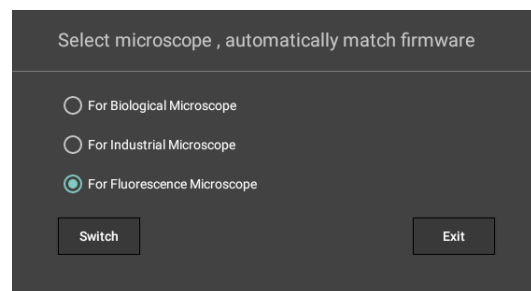 Select microscope , automatically match firmware
For Biological Microscope
For Industrial Microscope
For Fluorescence Microscope
Switch
Exit